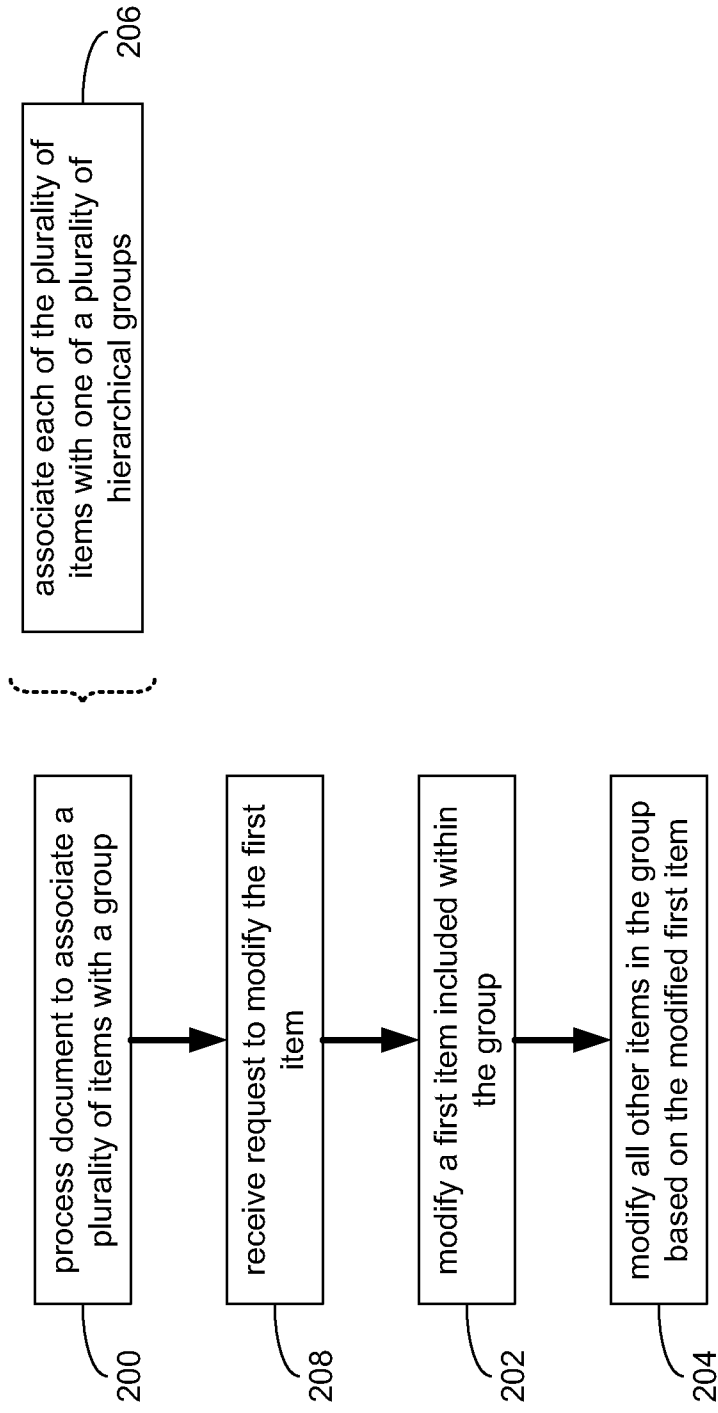 200
process document to associate a
plurality of items with a group
206
associate each of the plurality of
items with one of a plurality of
hierarchical groups
208
receive request to modify the first
item
202
modify a first item included within
the group
204
modify all other items in the group
based on the modified first item